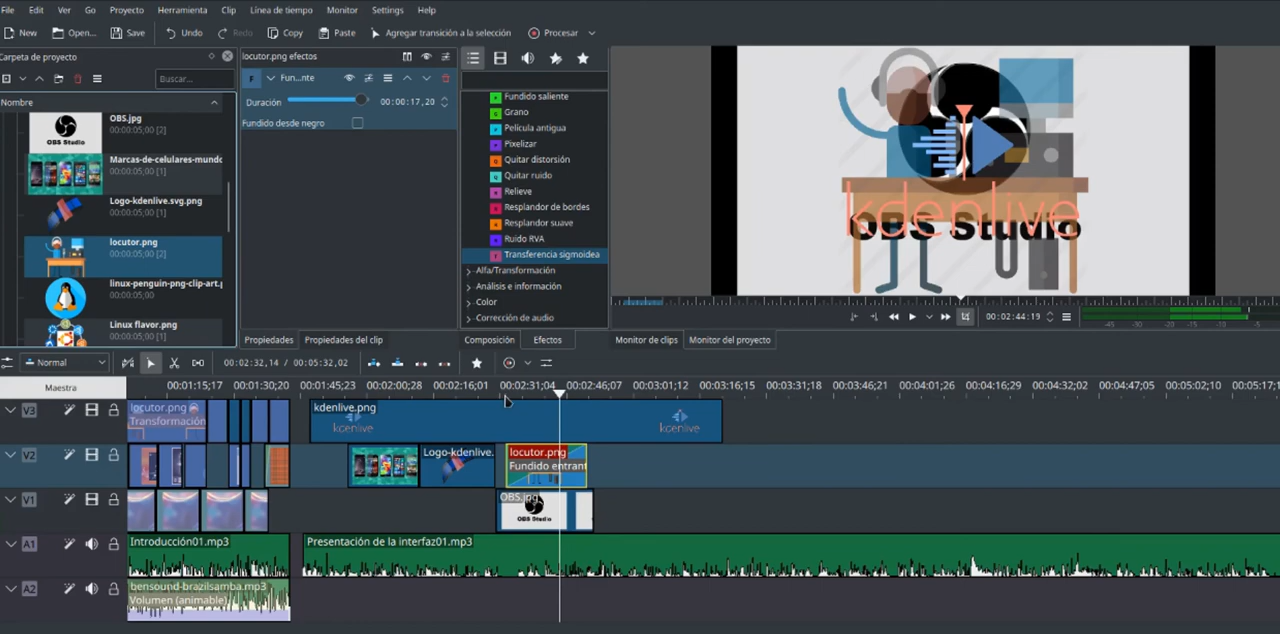 File Edit Ver Go Proyecto Herramienta Clip Línea de tiempo Monitor Settings Help
New Open... Save Undo Redo Copy Paste Agregar transición a la selección Procesar
Carpeta de proyecto
Buscar...
Nombre
OBS Studio
OBS.jpg
00:00:05;00 [2]
Marcas-de-celulares-mundo
00:00:05;00 [1]
Logo-kdenlive.svg.png
00:00:05;00 [1]
locutor.png
00:00:05;00 [2]
linux-penguin-png-clip-art.p
00:00:05;00
Linux flavor.png
00:00:05;00
locutor.png efectos
F Fun...nte
Duración 00:00:17,20
Fundido desde negro
Fundido saliente
Grano
Película antigua
Pixelizar
Quitar distorsión
Quitar ruido
Relieve
Resplandor de bordes
Resplandor suave
Ruido RVA
Transferencia sigmoidea
Alfa/Transformación
Análisis e información
Color
Corrección de audio
kdenlive
OBS Studio
00:02:44:19
-45 -30 -20 -15 -10 -5
Propiedades Propiedades del clip Composición Efectos Monitor de clips Monitor del proyecto
Normal 00:02:32,14 / 00:05:32,02
Maestra
00:01:15;17 00:01:30;20 00:01:45;23 00:02:00;28 00:02:16;01 00:02:31;04 00:02:46;07 00:03:01;12 00:03:16;15 00:03:31;18 00:03:46;21 00:04:01;26 00:04:16;29 00:04:32;02 00:04:47;05 00:05:02;10 00:05:17;1
V3
locutor.png
Transformación
kdenlive.png
kdenlive
kdenlive
V2
Logo-kdenlive.
locutor.png
Fundido entrant
V1
OBS.jpg
OBS Studio
A1
Introducción01.mp3
Presentación de la interfaz01.mp3
A2
bensound-brazilsamba.mp3
Volumen (animable)